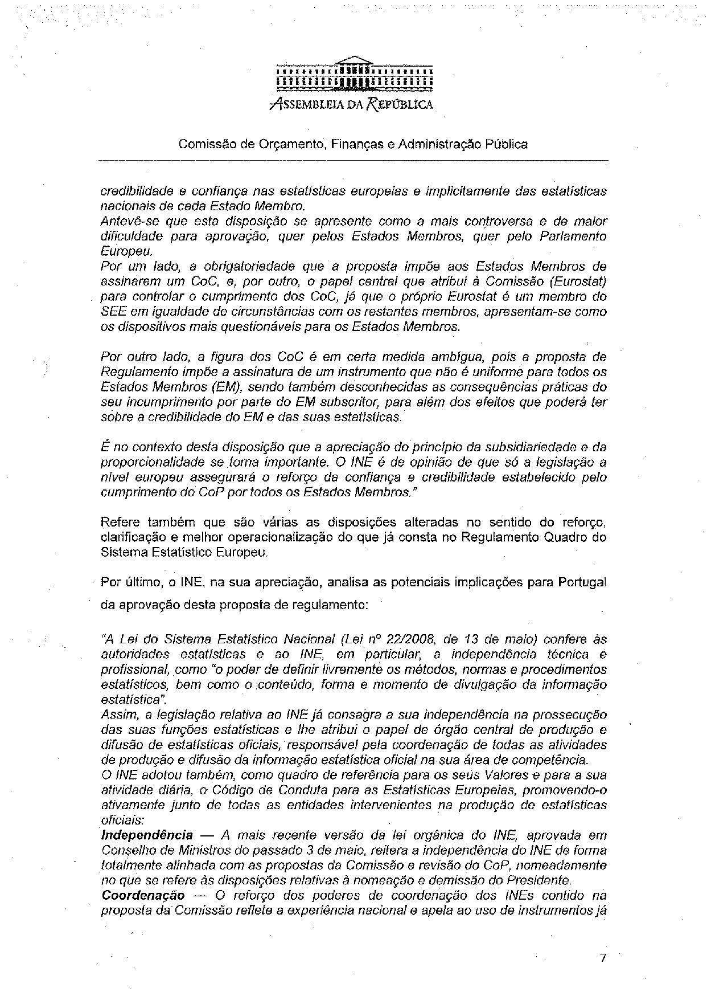 ASSEMBLEIA DA REPÚBLICA
Comissão de Orçamento, Finanças e Administração Pública
credibilidade e confiança nas estatísticas europeias e implicitamente das estatísticas
nacionais de cada Estado Membro.
Antevê-se que esta disposição se apresente como a mais controversa e de maior
dificuldade para aprovação, quer pelos Estados Membros, quer pelo Parlamento
Europeu.
Por um lado, a obrigatoriedade que a proposta impõe aos Estados Membros de
assinarem um CoC, e, por outro, o papel central que atribui à Comissão (Eurostat)
para controlar o cumprimento dos CoC, já que o próprio Eurostat é um membro do
SEE em igualdade de circunstâncias com os restantes membros, apresentam-se como
os dispositivos mais questionáveis para os Estados Membros.
Por outro lado, a figura dos CoC é em certa medida ambígua, pois a proposta de
Regulamento impõe a assinatura de um instrumento que não é uniforme para todos os
Estados Membros (EM), sendo também desconhecidas as consequências práticas do
seu incumprimento por parte do EM subscritor, para além dos efeitos que poderá ter
sobre a credibilidade do EM e das suas estatísticas.
É no contexto desta disposição que a apreciação do princípio da subsidiariedade e da
proporcionalidade se torna importante. O INE é de opinião de que só a legislação a
nível europeu assegurará o reforço da confiança e credibilidade estabelecido pelo
cumprimento do CoP por todos os Estados Membros."
Refere também que são várias as disposições alteradas no sentido do reforço,
clarificação e melhor operacionalização do que já consta no Regulamento Quadro do
Sistema Estatístico Europeu.
Por último, o INE, na sua apreciação, analisa as potenciais implicações para Portugal
da aprovação desta proposta de regulamento:
"A Lei do Sistema Estatístico Nacional (Lei nº 22/2008, de 13 de maio) confere às
autoridades estatísticas e ao INE, em particular, a independência técnica e
profissional, como "o poder de definir livremente os métodos, normas e procedimentos
estatísticos, bem como o conteúdo, forma e momento de divulgação da informação
estatística".
Assim, a legislação relativa ao INE já consagra a sua independência na prossecução
das suas funções estatísticas e lhe atribui o papel de órgão central de produção e
difusão de estatísticas oficiais, responsável pela coordenação de todas as atividades
de produção e difusão da informação estatística oficial na sua área de competência.
O INE adotou também, como quadro de referência para os seus Valores e para a sua
atividade diária, o Código de Conduta para as Estatísticas Europeias, promovendo-o
ativamente junto de todas as entidades intervenientes na produção de estatísticas
oficiais:
Independência — A mais recente versão da lei orgânica do INE, aprovada em
Conselho de Ministros do passado 3 de maio, reitera a independência do INE de forma
totalmente alinhada com as propostas da Comissão e revisão do CoP, nomeadamente
no que se refere às disposições relativas à nomeação e demissão do Presidente.
Coordenação — O reforço dos poderes de coordenação dos INEs contido na
proposta da Comissão reflete a experiência nacional e apela ao uso de instrumentos já
7